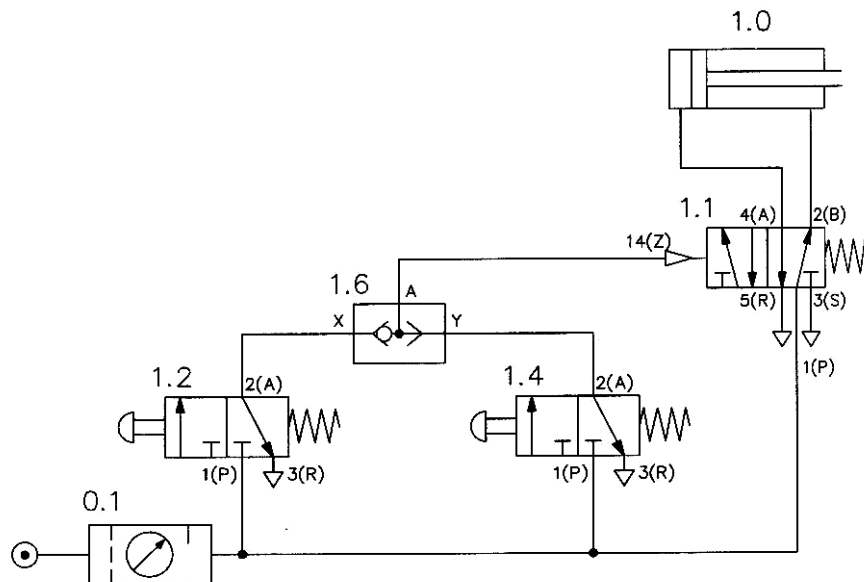 1.0
1.1
4(A) 2(B)
14(Z)
5(R) 3(S)
1(P)
1.6
A
X Y
1.2
2(A)
1(P) 3(R)
1.4
2(A)
1(P) 3(R)
0.1